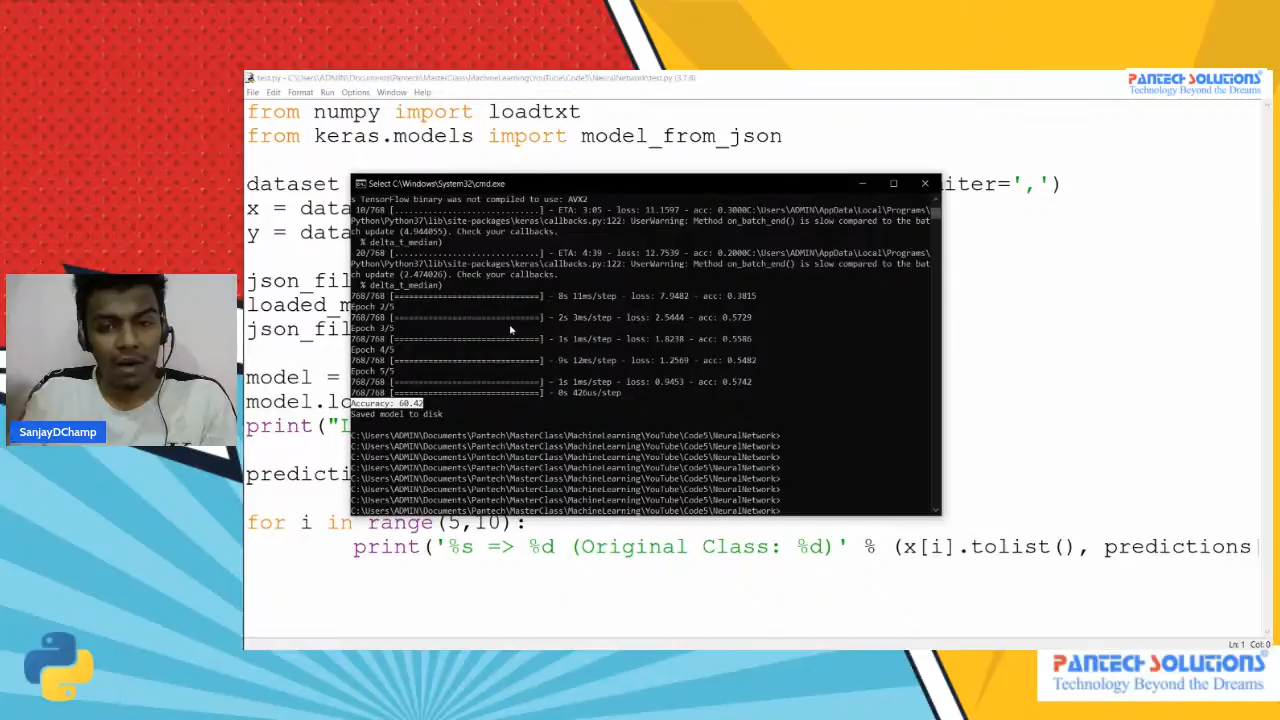 test.py - C:\Users\ADMIN\Documents\Pantech\MasterClass\MachineLearning\YouTube\Code5\NeuralNetwork\test.py (3.7.8)
PANTECH SOLUTIONS
Technology Beyond the Dreams
File Edit Format Run Options Window Help
from numpy import loadtxt
from keras.models import model_from_json
dataset
iter=',')
x = data
y = data
json_fil
loaded_m
json_fil
model =
model.lo
print("L
predicti
for i in range(5,10):
print('%s => %d (Original Class: %d)' % (x[i].tolist(), predictions
Select C:\Windows\System32\cmd.exe
s TensorFlow binary was not compiled to use: AVX2
10/768 [..............................] - ETA: 3:05 - loss: 11.1597 - acc: 0.3000C:\Users\ADMIN\AppData\Local\Programs\
Python\Python37\lib\site-packages\keras\callbacks.py:122: UserWarning: Method on_batch_end() is slow compared to the bat
ch update (4.944055). Check your callbacks.
% delta_t_median)
20/768 [..............................] - ETA: 4:39 - loss: 12.7539 - acc: 0.2000C:\Users\ADMIN\AppData\Local\Programs\
Python\Python37\lib\site-packages\keras\callbacks.py:122: UserWarning: Method on_batch_end() is slow compared to the bat
ch update (2.474026). Check your callbacks.
% delta_t_median)
768/768 [==============================] - 8s 11ms/step - loss: 7.9482 - acc: 0.3815
Epoch 2/5
768/768 [==============================] - 2s 3ms/step - loss: 2.5444 - acc: 0.5729
Epoch 3/5
768/768 [==============================] - 1s 1ms/step - loss: 1.8238 - acc: 0.5586
Epoch 4/5
768/768 [==============================] - 9s 12ms/step - loss: 1.2569 - acc: 0.5482
Epoch 5/5
768/768 [==============================] - 1s 1ms/step - loss: 0.9453 - acc: 0.5742
768/768 [==============================] - 0s 426us/step
Accuracy: 60.42
Saved model to disk
C:\Users\ADMIN\Documents\Pantech\MasterClass\MachineLearning\YouTube\Code5\NeuralNetwork>
C:\Users\ADMIN\Documents\Pantech\MasterClass\MachineLearning\YouTube\Code5\NeuralNetwork>
C:\Users\ADMIN\Documents\Pantech\MasterClass\MachineLearning\YouTube\Code5\NeuralNetwork>
C:\Users\ADMIN\Documents\Pantech\MasterClass\MachineLearning\YouTube\Code5\NeuralNetwork>
C:\Users\ADMIN\Documents\Pantech\MasterClass\MachineLearning\YouTube\Code5\NeuralNetwork>
C:\Users\ADMIN\Documents\Pantech\MasterClass\MachineLearning\YouTube\Code5\NeuralNetwork>
C:\Users\ADMIN\Documents\Pantech\MasterClass\MachineLearning\YouTube\Code5\NeuralNetwork>
C:\Users\ADMIN\Documents\Pantech\MasterClass\MachineLearning\YouTube\Code5\NeuralNetwork>
SanjayDChamp
Ln: 1 Col: 0
PANTECH SOLUTIONS
Technology Beyond the Dreams